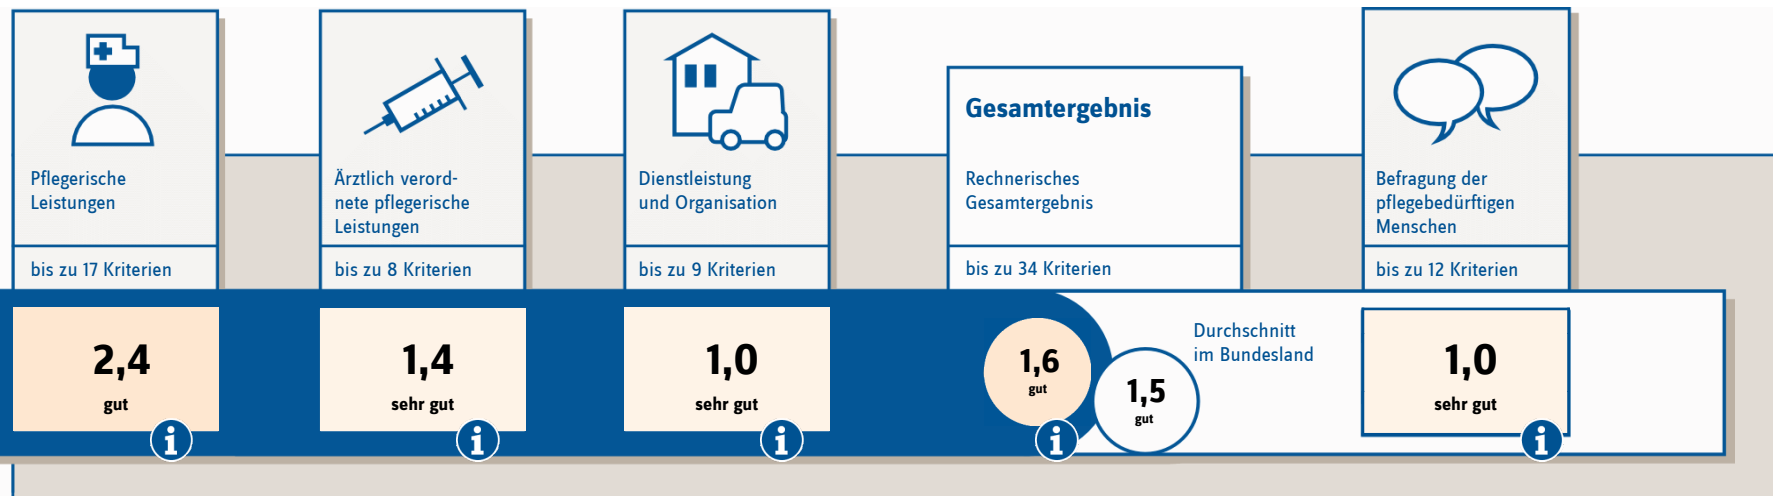 Pflegerische
Leistungen
bis zu 17 Kriterien
2,4
gut
Ärztlich verord-
nete pflegerische
Leistungen
bis zu 8 Kriterien
1,4
sehr gut
Dienstleistung
und Organisation
bis zu 9 Kriterien
1,0
sehr gut
Gesamtergebnis
Rechnerisches
Gesamtergebnis
bis zu 34 Kriterien
1,6
gut
1,5
gut
Durchschnitt
im Bundesland
Befragung der
pflegebedürftigen
Menschen
bis zu 12 Kriterien
1,0
sehr gut